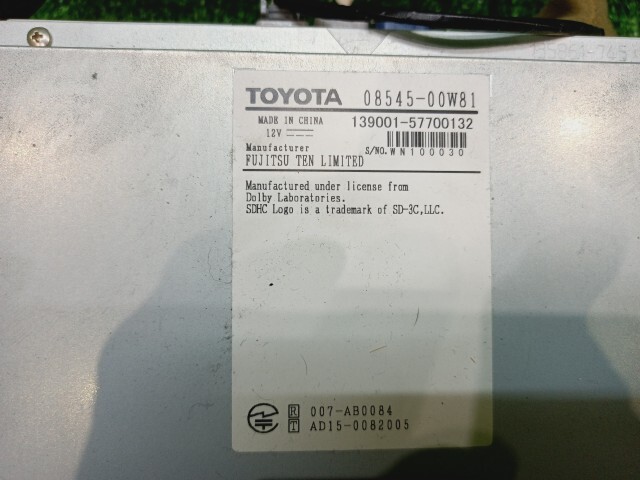 TOYOTA 08545-00W81
MADE IN CHINA
139001-57700132
12V
Manufacturer
S/NO. WN100030
FUJITSU TEN LIMITED
Manufactured under license from
Dolby Laboratories.
SDHC Logo is a trademark of SD-3C,LLC.
R 007-AB0084
T AD15-0082005